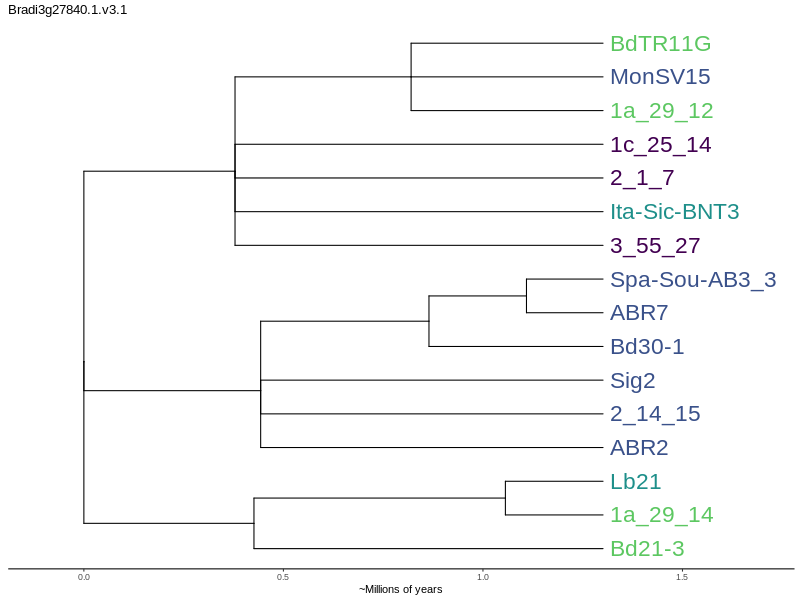 Bradi3g27840.1.v3.1
BdTR11G
MonSV15
1a_29_12
1c_25_14
2_1_7
Ita-Sic-BNT3
3_55_27
Spa-Sou-AB3_3
ABR7
Bd30-1
Sig2
2_14_15
ABR2
Lb21
1a_29_14
Bd21-3
0.0 0.5 1.0 1.5
~Millions of years